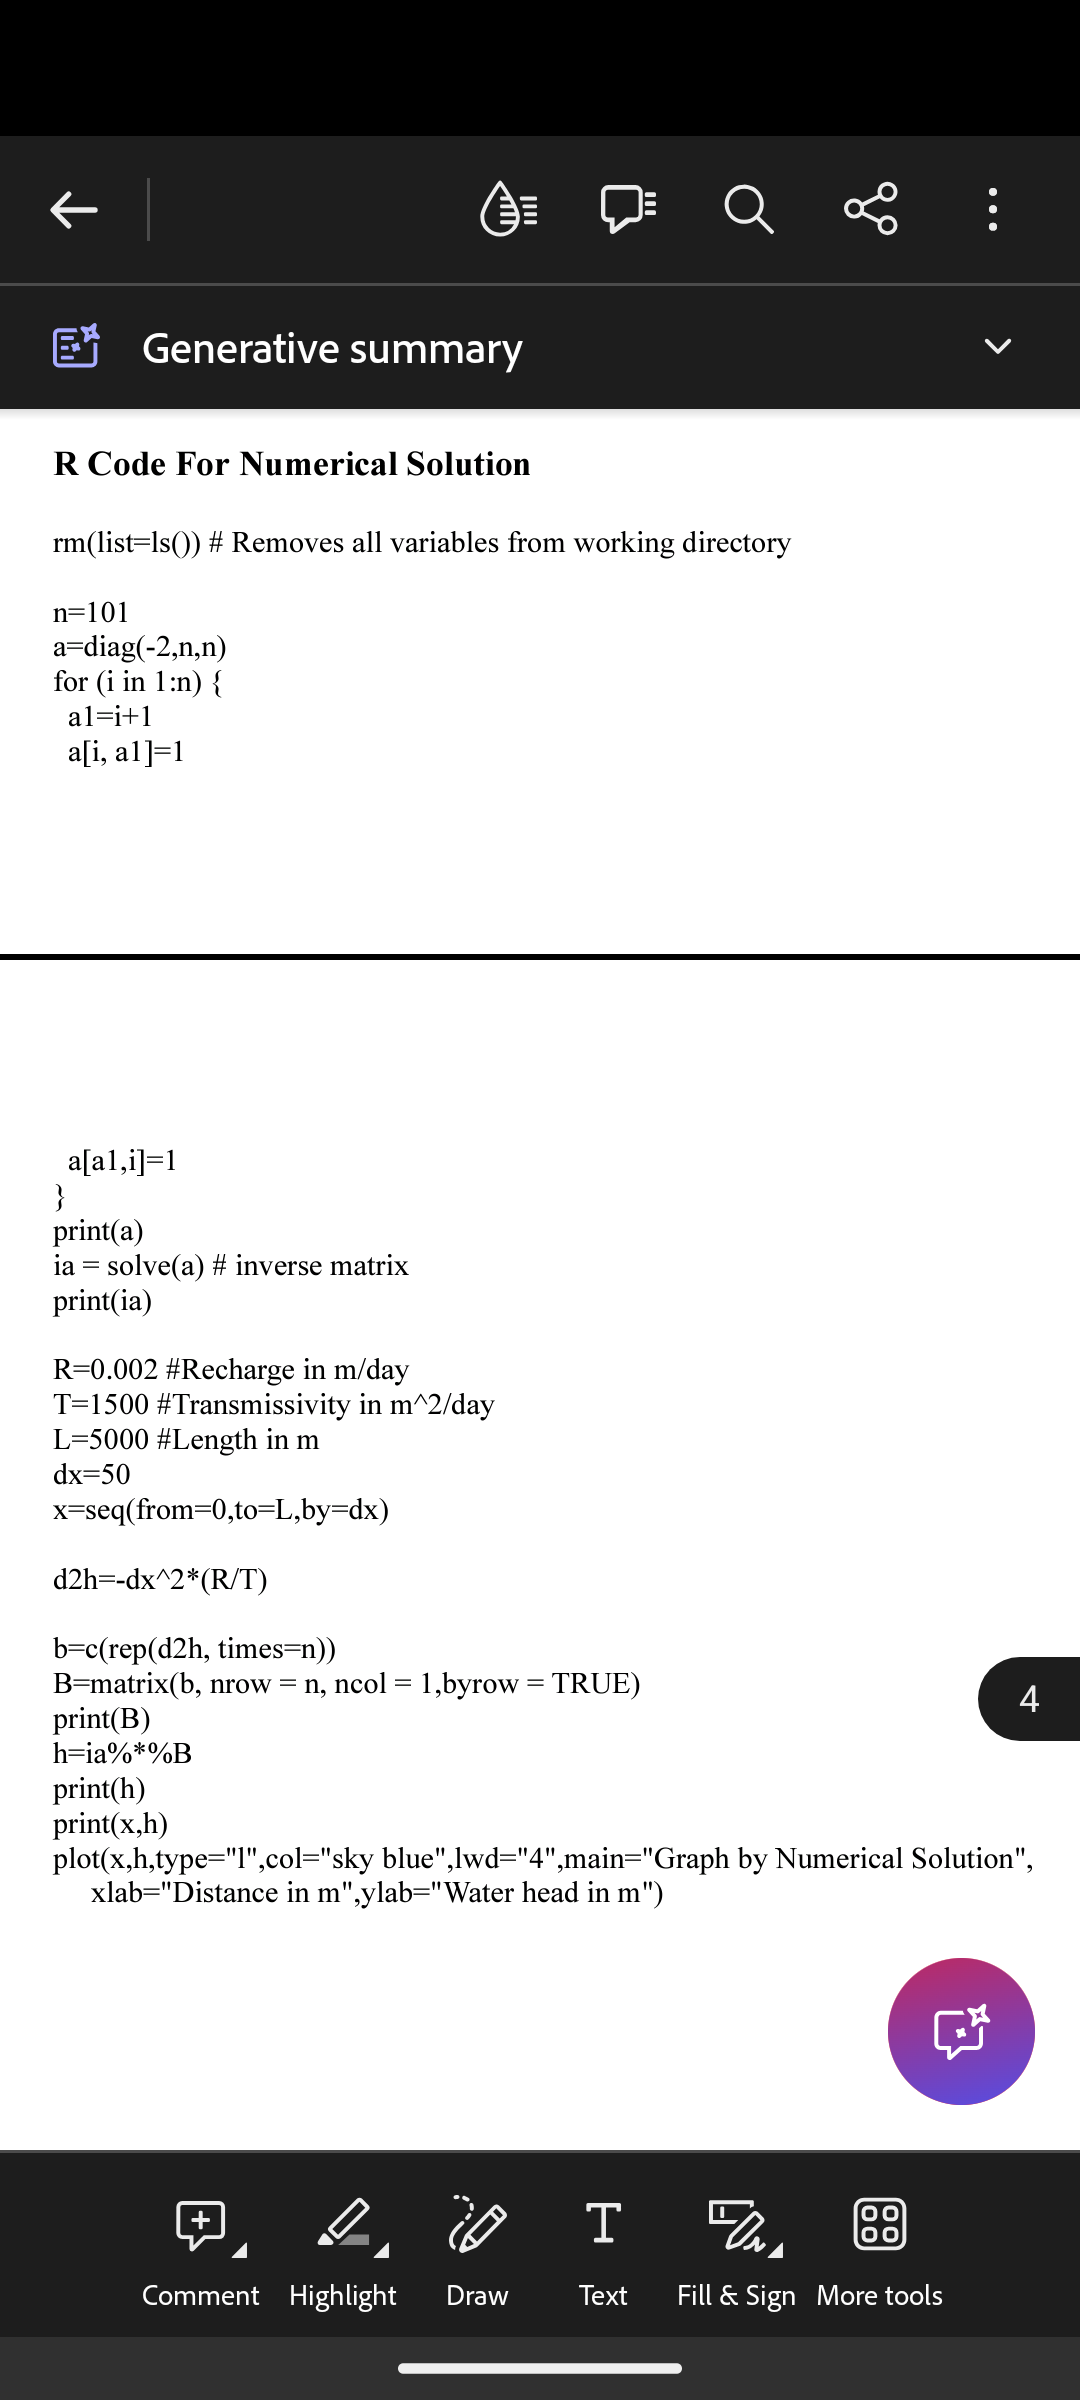 Generative summary
R Code For Numerical Solution
rm(list=ls()) # Removes all variables from working directory
n=101
a=diag(-2,n,n)
for (i in 1:n) {
a1=i+1
a[i, a1]=1
a[a1,i]=1
}
print(a)
ia = solve(a) # inverse matrix
print(ia)
R=0.002 #Recharge in m/day
T=1500 #Transmissivity in m^2/day
L=5000 #Length in m
dx=50
x=seq(from=0,to=L,by=dx)
d2h=-dx^2*(R/T)
b=c(rep(d2h, times=n))
B=matrix(b, nrow = n, ncol = 1,byrow = TRUE)
4
print(B)
h=ia%*%B
print(h)
print(x,h)
plot(x,h,type="l",col="sky blue",lwd="4",main="Graph by Numerical Solution",
xlab="Distance in m",ylab="Water head in m")
Comment Highlight Draw Text Fill & Sign More tools